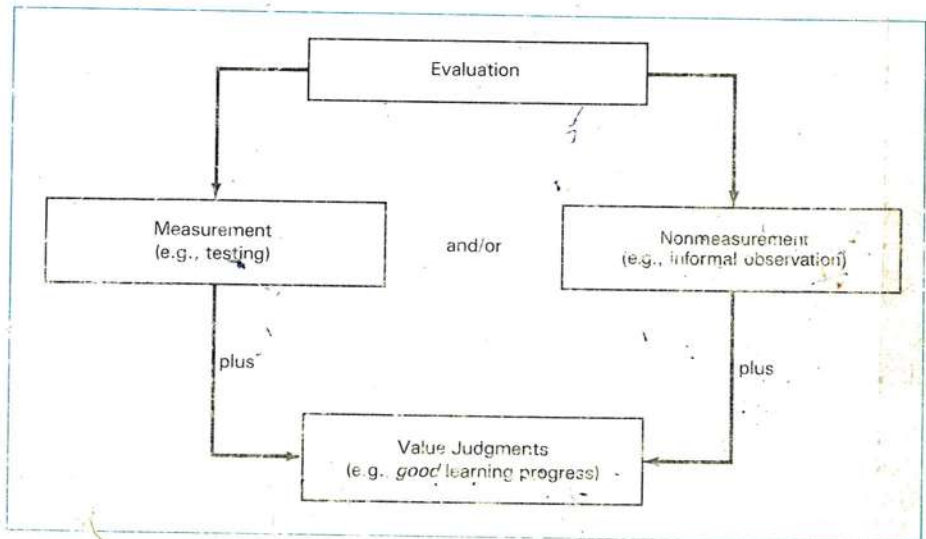 Evaluation
Measurement
(e.g., testing)
and/or
Nonmeasurement
(e.g., informal observation)
plus
plus
Value Judgments
(e.g., good learning progress)